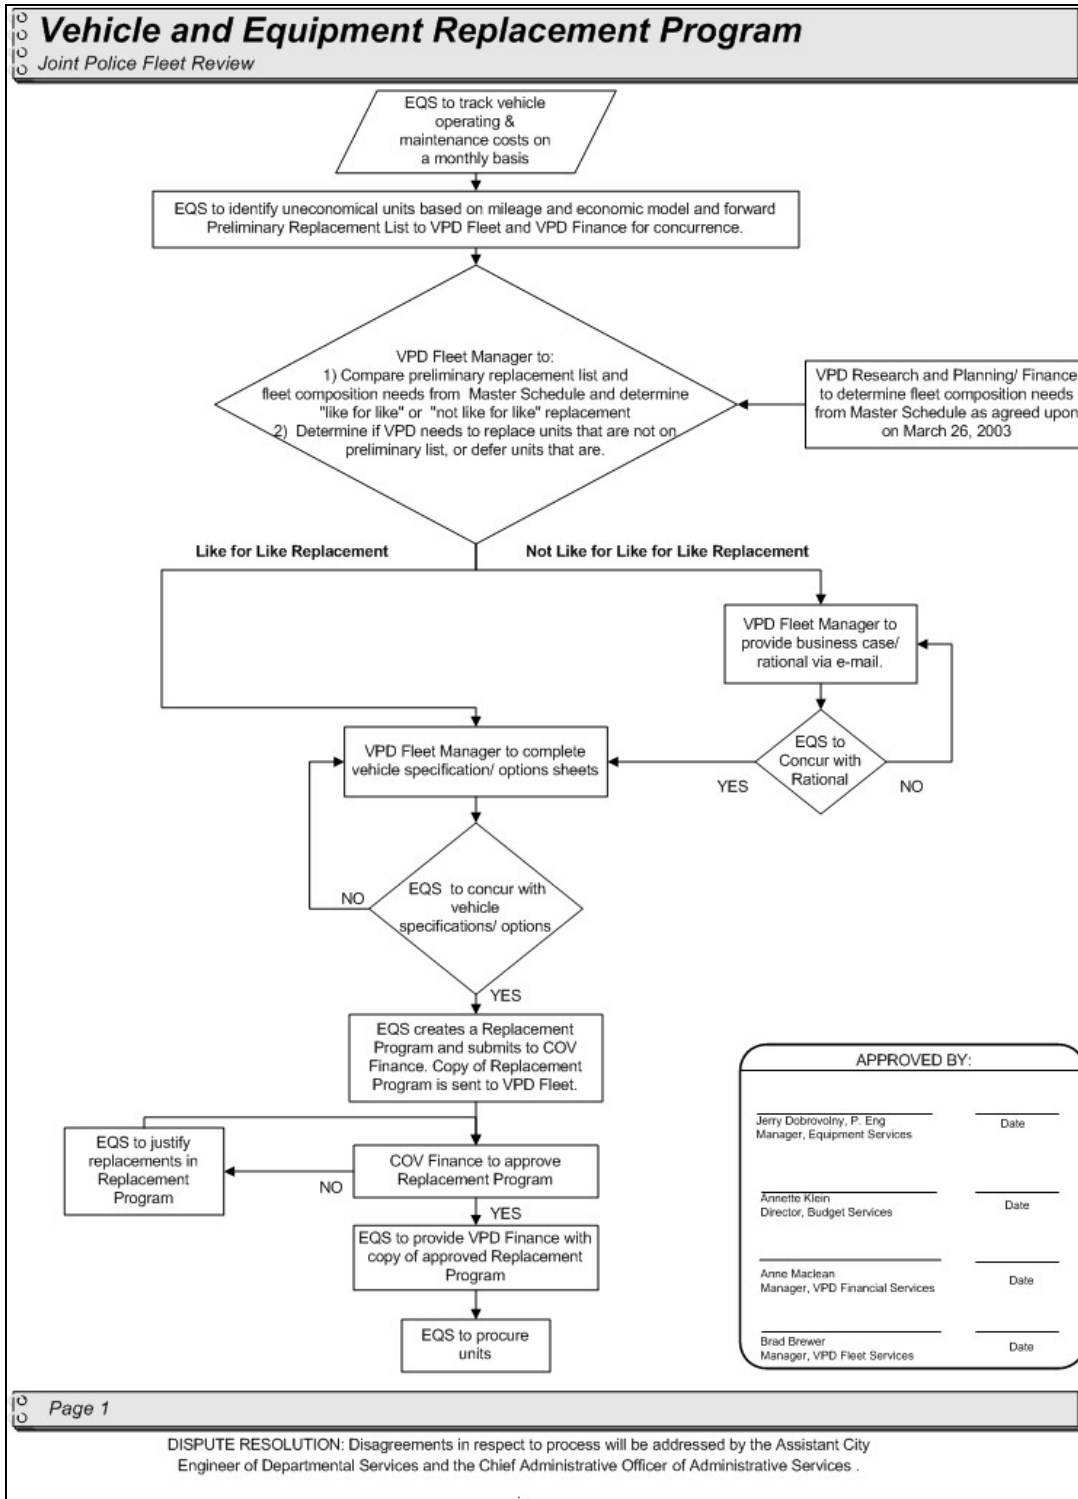 Vehicle and Equipment Replacement Program
Joint Police Fleet Review
EQS to track vehicle
operating &
maintenance costs on
a monthly basis
EQS to identify uneconomical units based on mileage and economic model and forward
Preliminary Replacement List to VPD Fleet and VPD Finance for concurrence.
VPD Fleet Manager to:
1) Compare preliminary replacement list and
fleet composition needs from Master Schedule and determine
"like for like" or "not like for like" replacement
2) Determine if VPD needs to replace units that are not on
preliminary list, or defer units that are.
VPD Research and Planning/ Finance
to determine fleet composition needs
from Master Schedule as agreed upon
on March 26, 2003
Like for Like Replacement
Not Like for Like for Like Replacement
VPD Fleet Manager to
provide business case/
rational via e-mail.
EQS to
Concur with
Rational
YES
NO
VPD Fleet Manager to complete
vehicle specification/ options sheets
EQS to concur with
vehicle
specifications/ options
NO
YES
EQS creates a Replacement
Program and submits to COV
Finance. Copy of Replacement
Program is sent to VPD Fleet.
EQS to justify
replacements in
Replacement
Program
NO
COV Finance to approve
Replacement Program
YES
EQS to provide VPD Finance with
copy of approved Replacement
Program
EQS to procure
units
APPROVED BY:
Jerry Dobrovolny, P. Eng
Manager, Equipment Services
Date
Annette Klein
Director, Budget Services
Date
Anne Maclean
Manager, VPD Financial Services
Date
Brad Brewer
Manager, VPD Fleet Services
Date
Page 1
DISPUTE RESOLUTION: Disagreements in respect to process will be addressed by the Assistant City
Engineer of Departmental Services and the Chief Administrative Officer of Administrative Services .